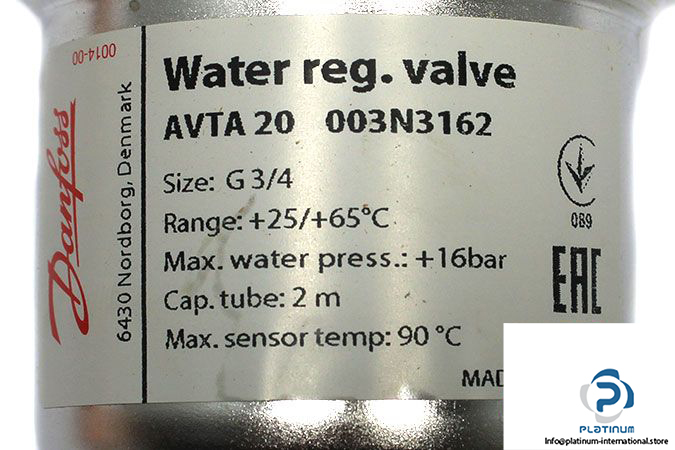 0014-00
Danfoss
6430 Nordborg, Denmark
Water reg. valve
AVTA 20 003N3162
Size: G 3/4
Range: +25/+65°C
Max. water press.: +16bar
Cap. tube: 2 m
Max. sensor temp: 90 °C
089
EAC
MAD
PLATINUM
Info@platinum-international.store